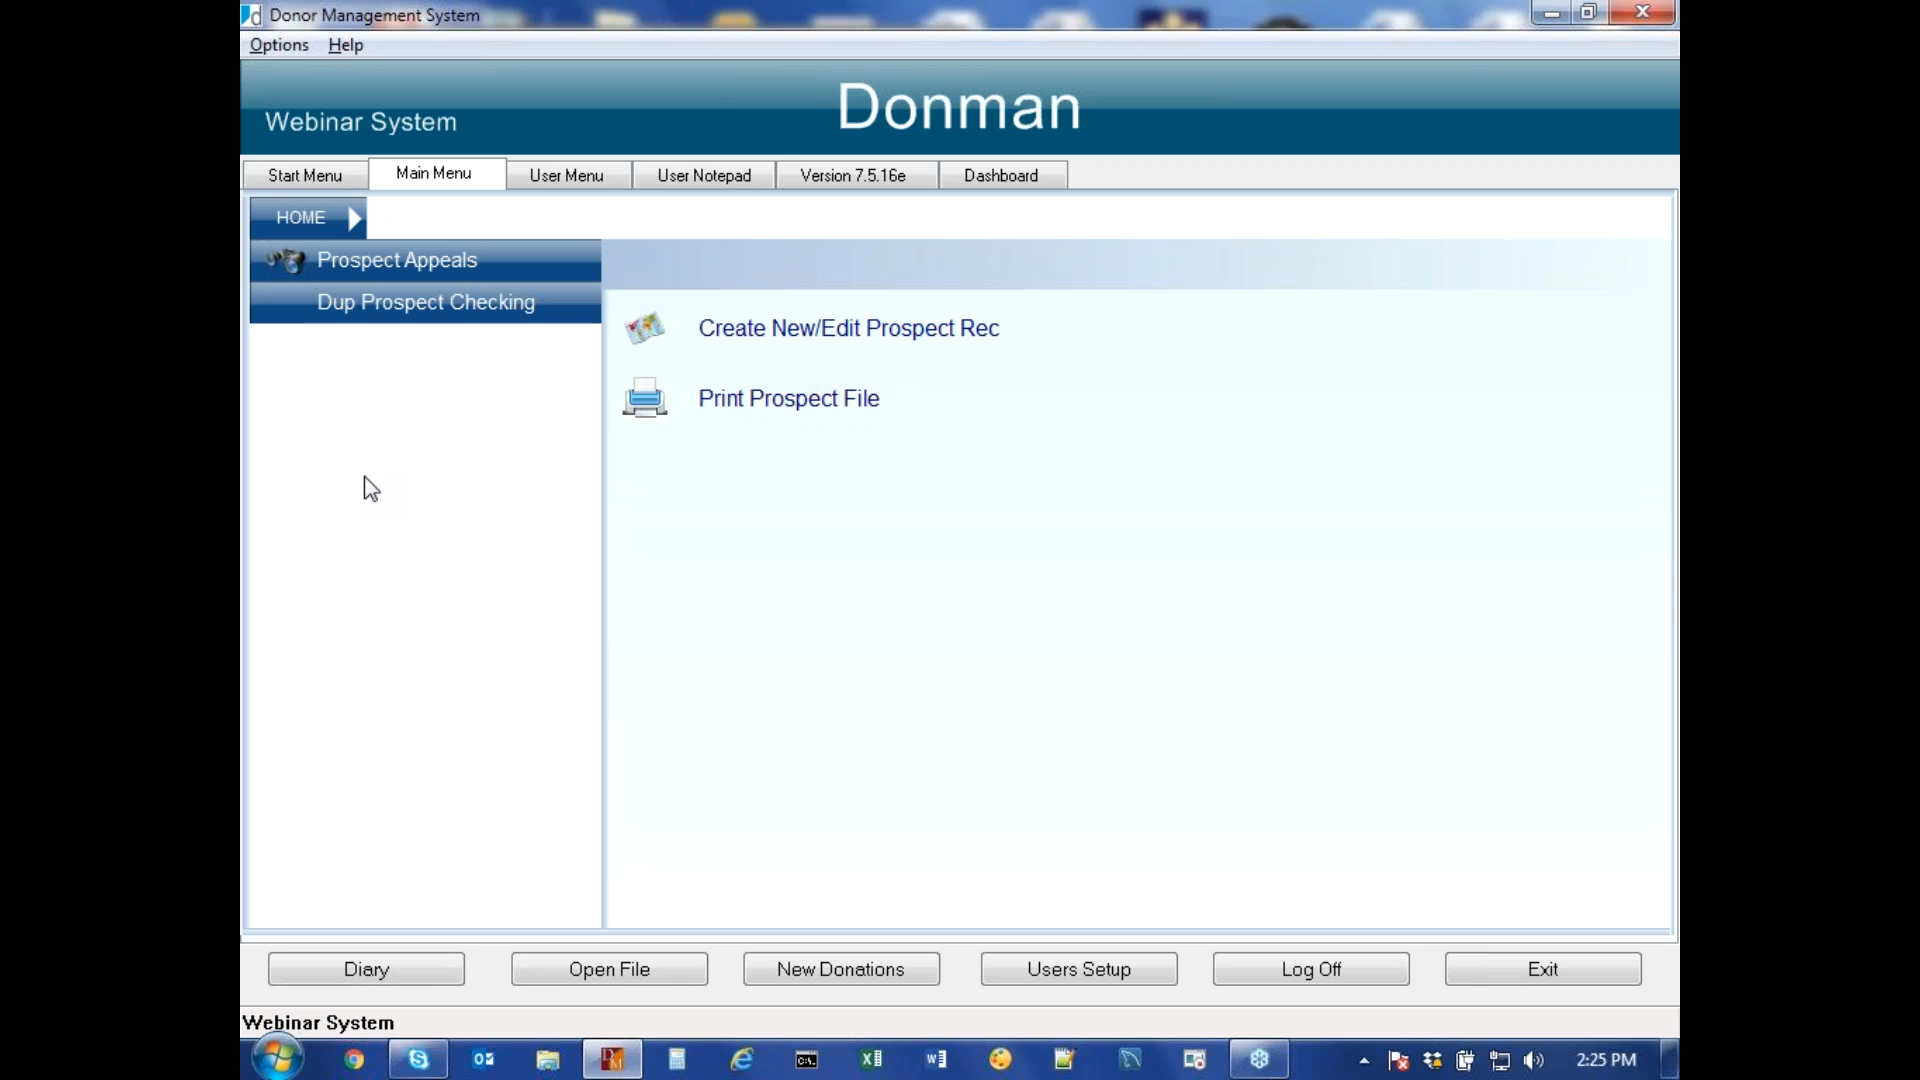 Donor Management System
Options Help
Webinar System
Donman
Start Menu Main Menu User Menu User Notepad Version 7.5.16e Dashboard
HOME
Prospect Appeals
Dup Prospect Checking
Create New/Edit Prospect Rec
Print Prospect File
Diary Open File New Donations Users Setup Log Off Exit
Webinar System
2:25 PM